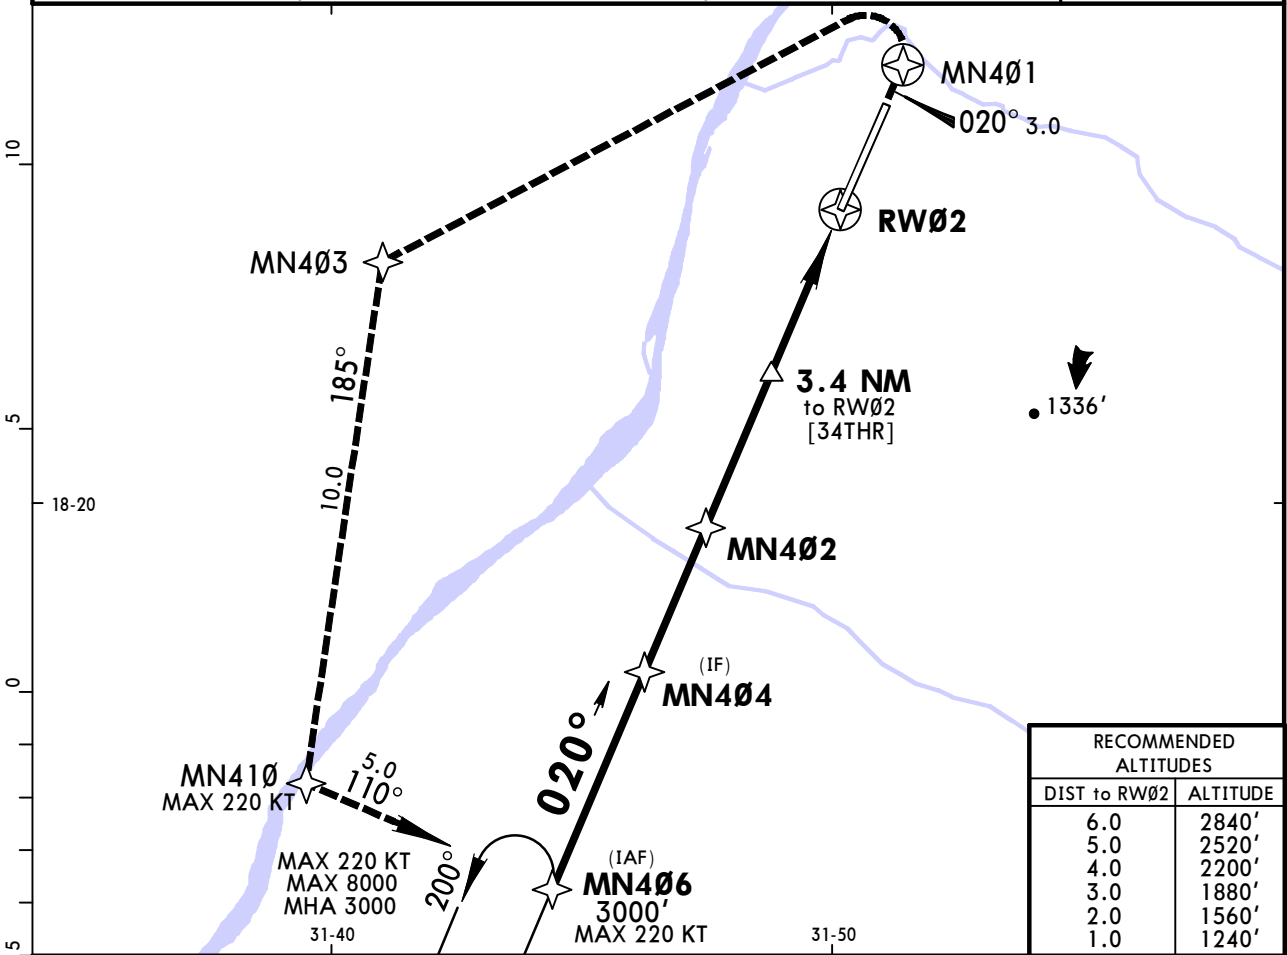 MN4Ø1
020° 3.0
10
RWØ2
MN4Ø3
185°
3.4 NM
to RWØ2
[34THR]
1336'
5
10.0
18-20
MN4Ø2
(IF)
MN4Ø4
0
020°
MN41Ø
MAX 220 KT
5.0
110°
MAX 220 KT
MAX 8000
MHA 3000
200°
(IAF)
MN4Ø6
3000'
MAX 220 KT
5
31-40
31-50
RECOMMENDED
ALTITUDES
DIST to RWØ2 ALTITUDE
6.0 2840'
5.0 2520'
4.0 2200'
3.0 1880'
2.0 1560'
1.0 1240'